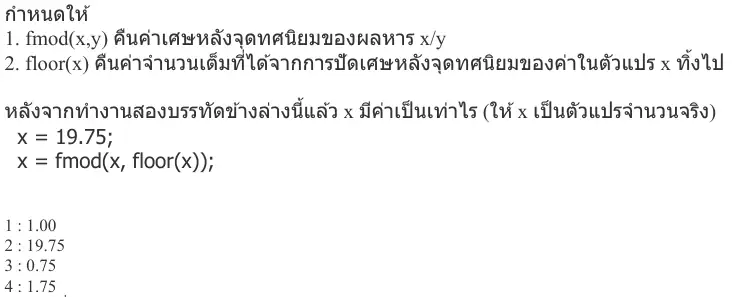 กำหนดให้
1. fmod(x,y) คืนค่าเศษหลังจุดทศนิยมของผลหาร x/y
2. floor(x) คืนค่าจำนวนเต็มที่ได้จากการปัดเศษหลังจุดทศนิยมของค่าในตัวแปร x ทิ้งไป
หลังจากทำงานสองบรรทัดข้างล่างนี้แล้ว x มีค่าเป็นเท่าไร (ให้ x เป็นตัวแปรจำนวนจริง)
x = 19.75;
x = fmod(x, floor(x));
1 : 1.00
2 : 19.75
3 : 0.75
4 : 1.75